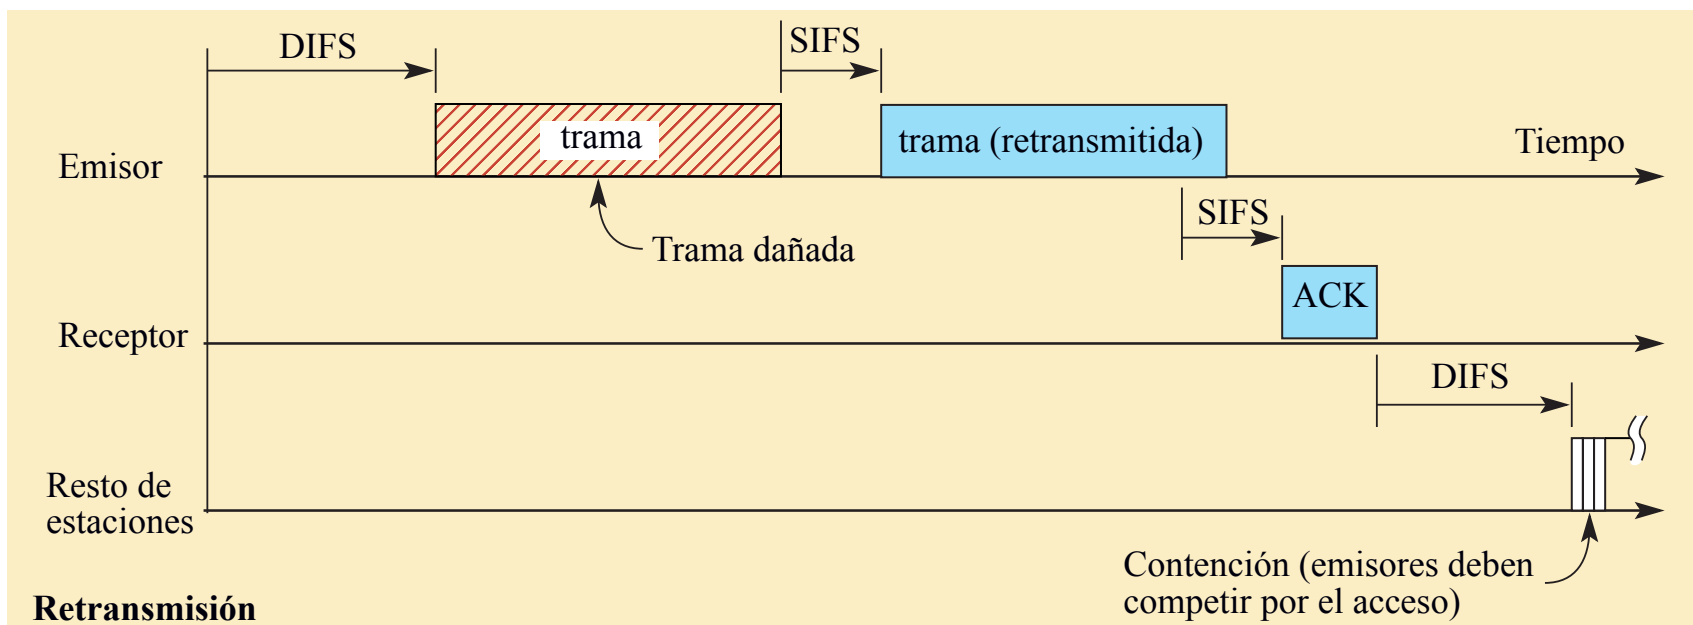 DIFS
SIFS
trama
trama (retransmitida)
Tiempo
Emisor
SIFS
Trama dañada
ACK
Receptor
DIFS
Resto de
estaciones
Contención (emisores deben
competir por el acceso)
Retransmisión